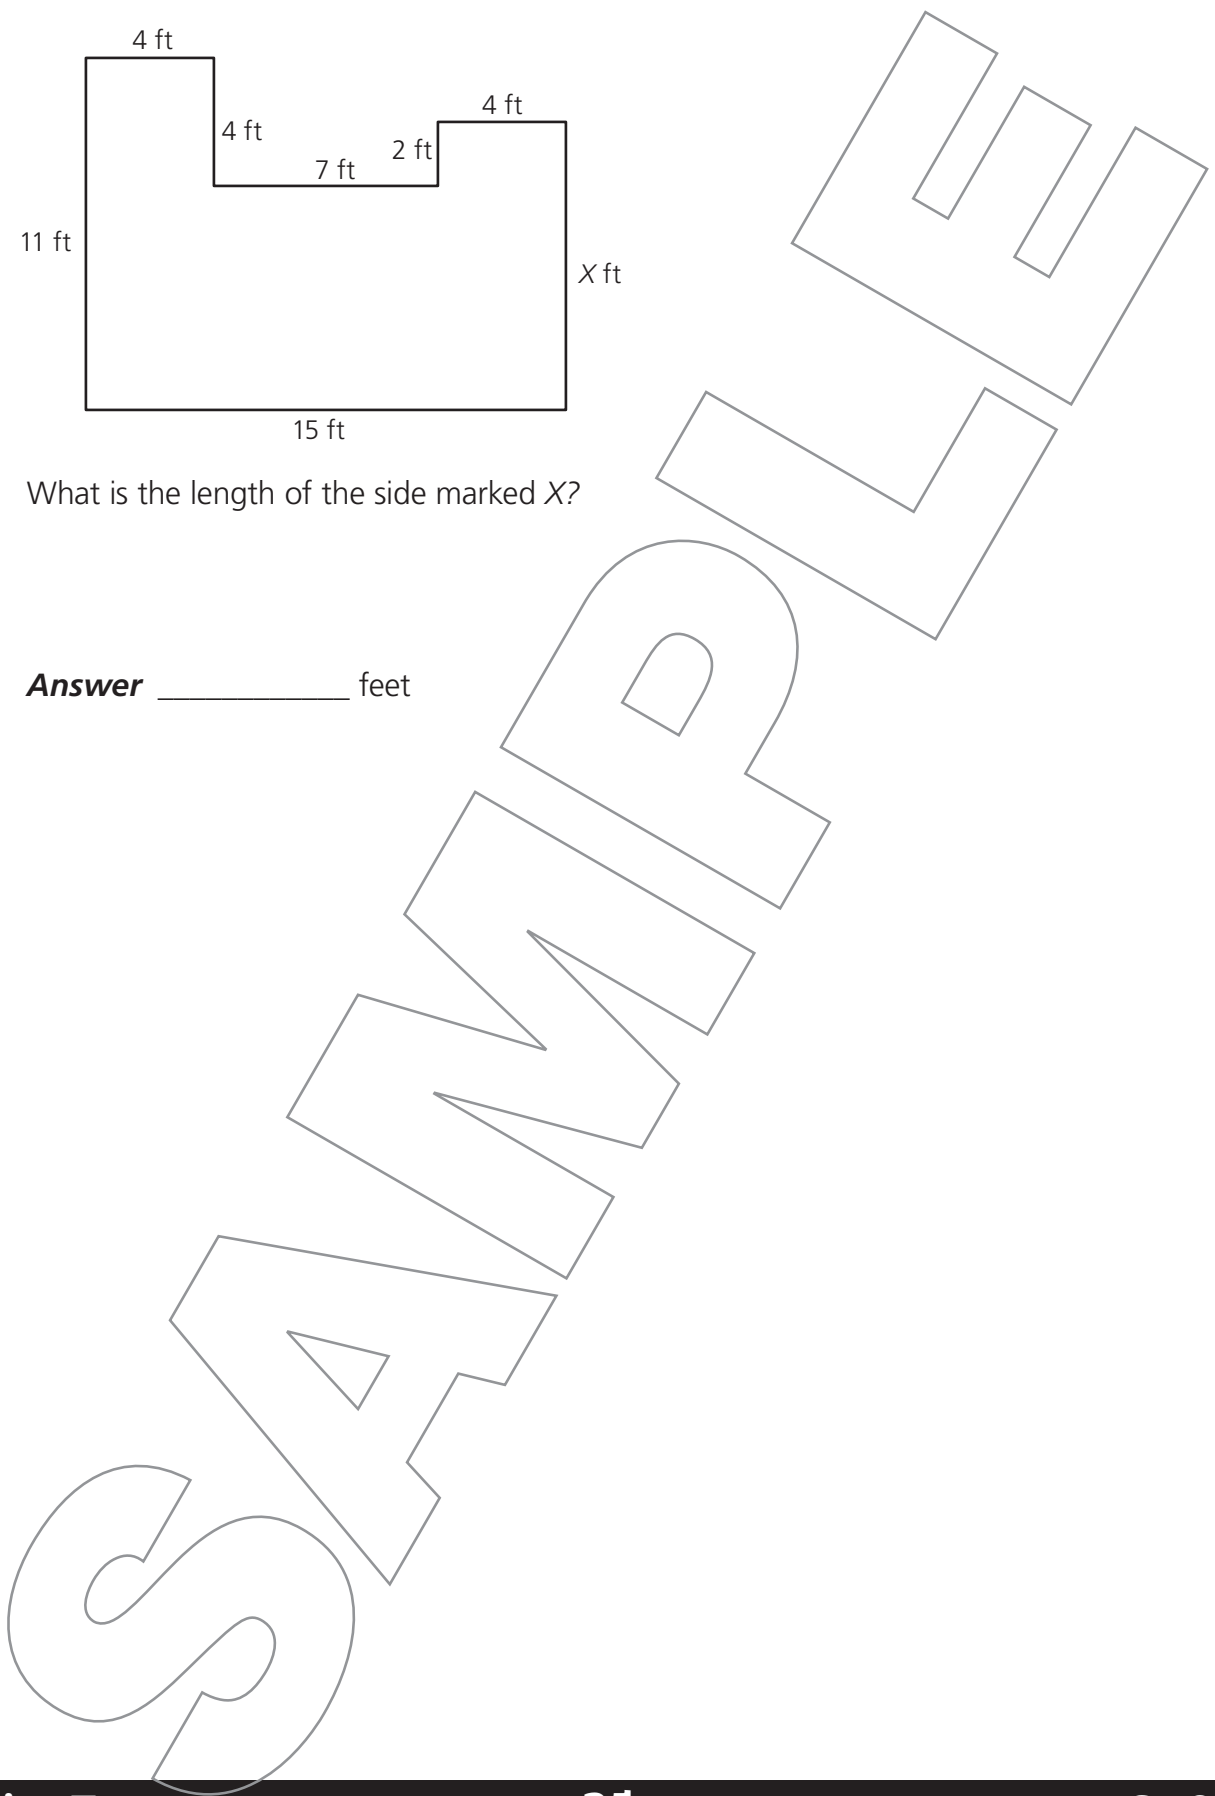 4 ft
4 ft
4 ft
2 ft
7 ft
11 ft
X ft
15 ft
What is the length of the side marked X?
Answer ____________ feet
SAMPLE